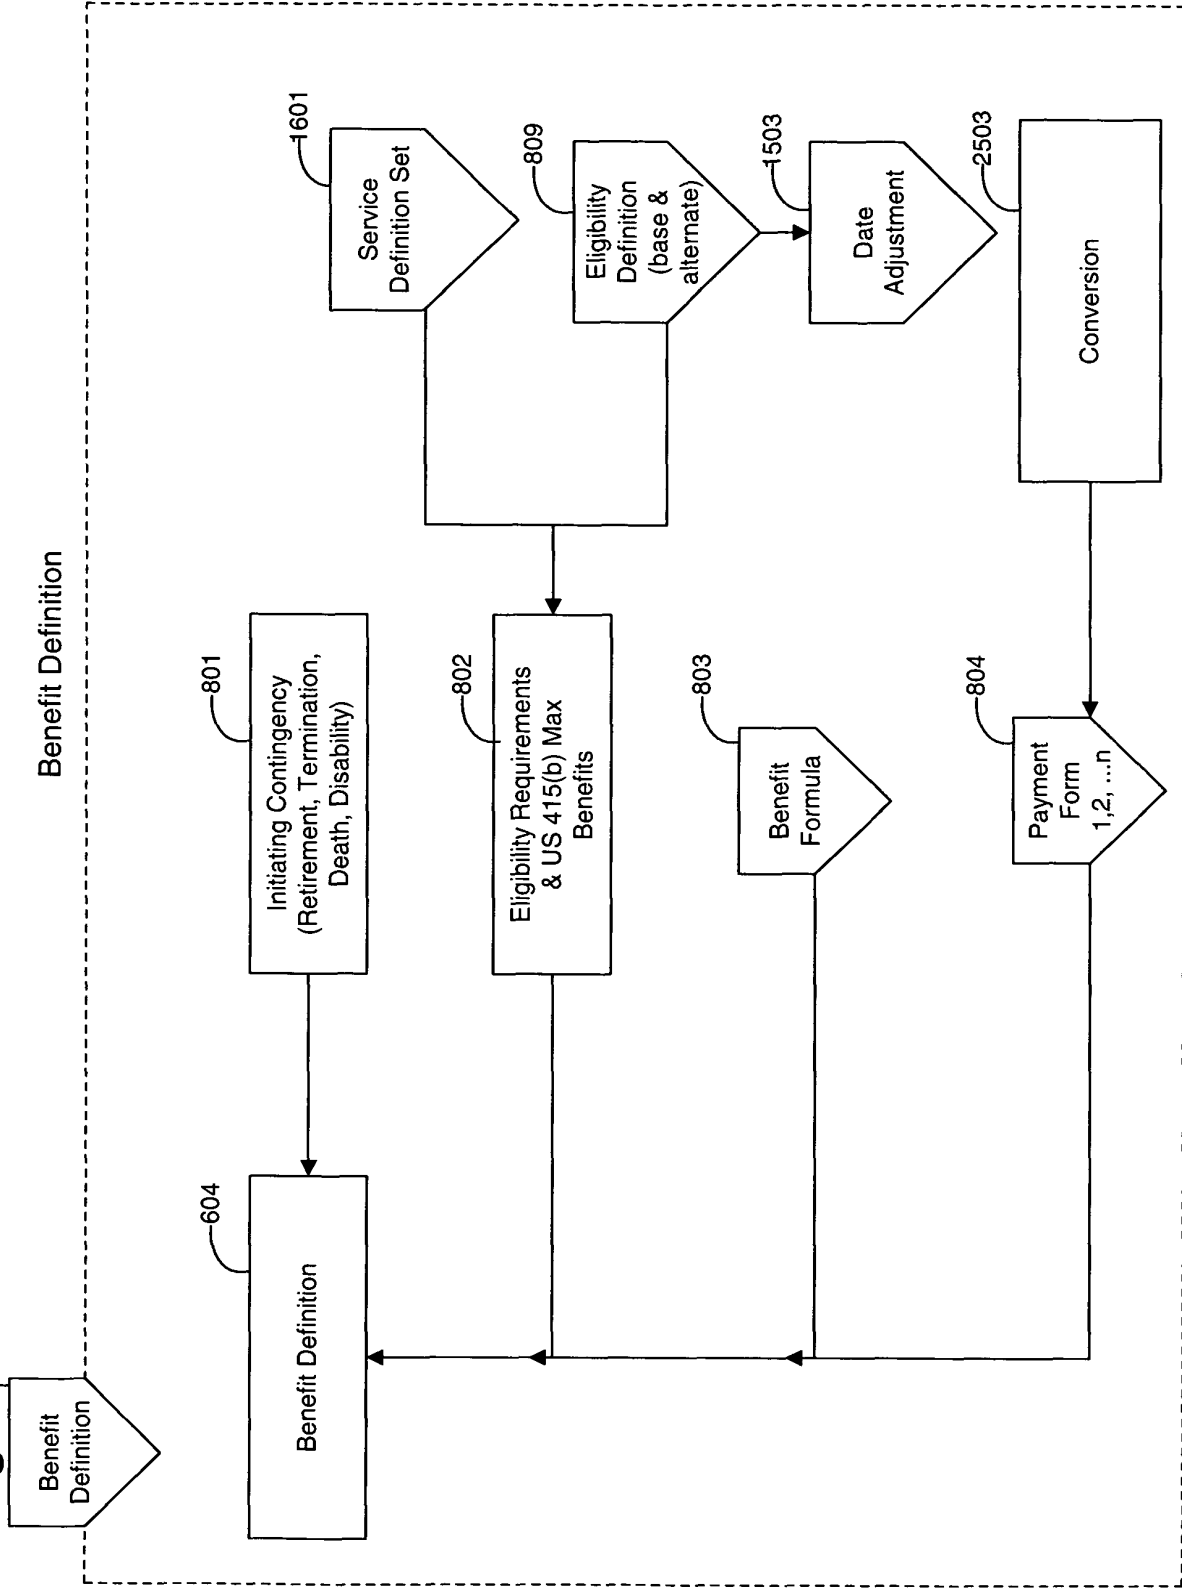 Benefit Definition
Benefit
Definition
604
Benefit Definition
801
Initiating Contingency
(Retirement, Termination,
Death, Disability)
1601
Service
Definition Set
802
Eligibility Requirements
& US 415(b) Max
Benefits
809
Eligibility
Definition
(base &
alternate)
803
Benefit
Formula
1503
Date
Adjustment
804
Payment
Form
1,2, ...n
2503
Conversion